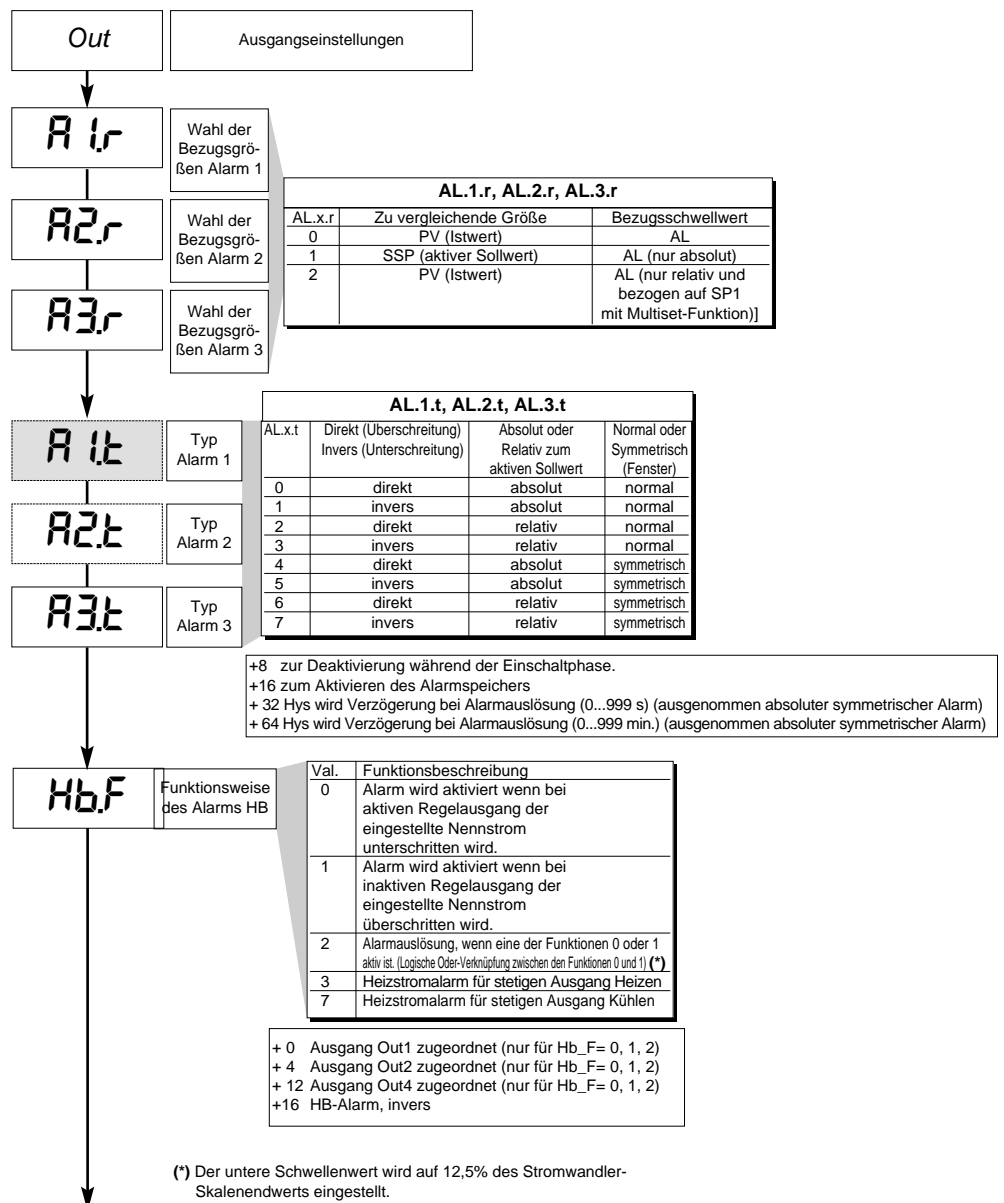 Out
Ausgangseinstellungen
A1.r
Wahl der
Bezugsgrö-
ßen Alarm 1
A2.r
Wahl der
Bezugsgrö-
ßen Alarm 2
A3.r
Wahl der
Bezugsgrö-
ßen Alarm 3
AL.1.r, AL.2.r, AL.3.r
AL.x.r Zu vergleichende Größe Bezugsschwellwert
0 PV (Istwert) AL
1 SSP (aktiver Sollwert) AL (nur absolut)
2 PV (Istwert) AL (nur relativ und
bezogen auf SP1
mit Multiset-Funktion)]
A1.t
Typ
Alarm 1
A2.t
Typ
Alarm 2
A3.t
Typ
Alarm 3
AL.1.t, AL.2.t, AL.3.t
AL.x.t Direkt (Überschreitung) Absolut oder Normal oder
Invers (Unterschreitung) Relativ zum Symmetrisch
aktiven Sollwert (Fenster)
0 direkt absolut normal
1 invers absolut normal
2 direkt relativ normal
3 invers relativ normal
4 direkt absolut symmetrisch
5 invers absolut symmetrisch
6 direkt relativ symmetrisch
7 invers relativ symmetrisch
+8 zur Deaktivierung während der Einschaltphase.
+16 zum Aktivieren des Alarmspeichers
+ 32 Hys wird Verzögerung bei Alarmauslösung (0...999 s) (ausgenommen absoluter symmetrischer Alarm)
+ 64 Hys wird Verzögerung bei Alarmauslösung (0...999 min.) (ausgenommen absoluter symmetrischer Alarm)
Hb.F
Funktionsweise
des Alarms HB
Val. Funktionsbeschreibung
0 Alarm wird aktiviert wenn bei
aktiven Regelausgang der
eingestellte Nennstrom
unterschritten wird.
1 Alarm wird aktiviert wenn bei
inaktiven Regelausgang der
eingestellte Nennstrom
überschritten wird.
2 Alarmauslösung, wenn eine der Funktionen 0 oder 1
aktiv ist. (Logische Oder-Verknüpfung zwischen den Funktionen 0 und 1) (*)
3 Heizstromalarm für stetigen Ausgang Heizen
7 Heizstromalarm für stetigen Ausgang Kühlen
+ 0 Ausgang Out1 zugeordnet (nur für Hb_F= 0, 1, 2)
+ 4 Ausgang Out2 zugeordnet (nur für Hb_F= 0, 1, 2)
+ 12 Ausgang Out4 zugeordnet (nur für Hb_F= 0, 1, 2)
+16 HB-Alarm, invers
(*) Der untere Schwellenwert wird auf 12,5% des Stromwandler-
Skalenendwerts eingestellt.